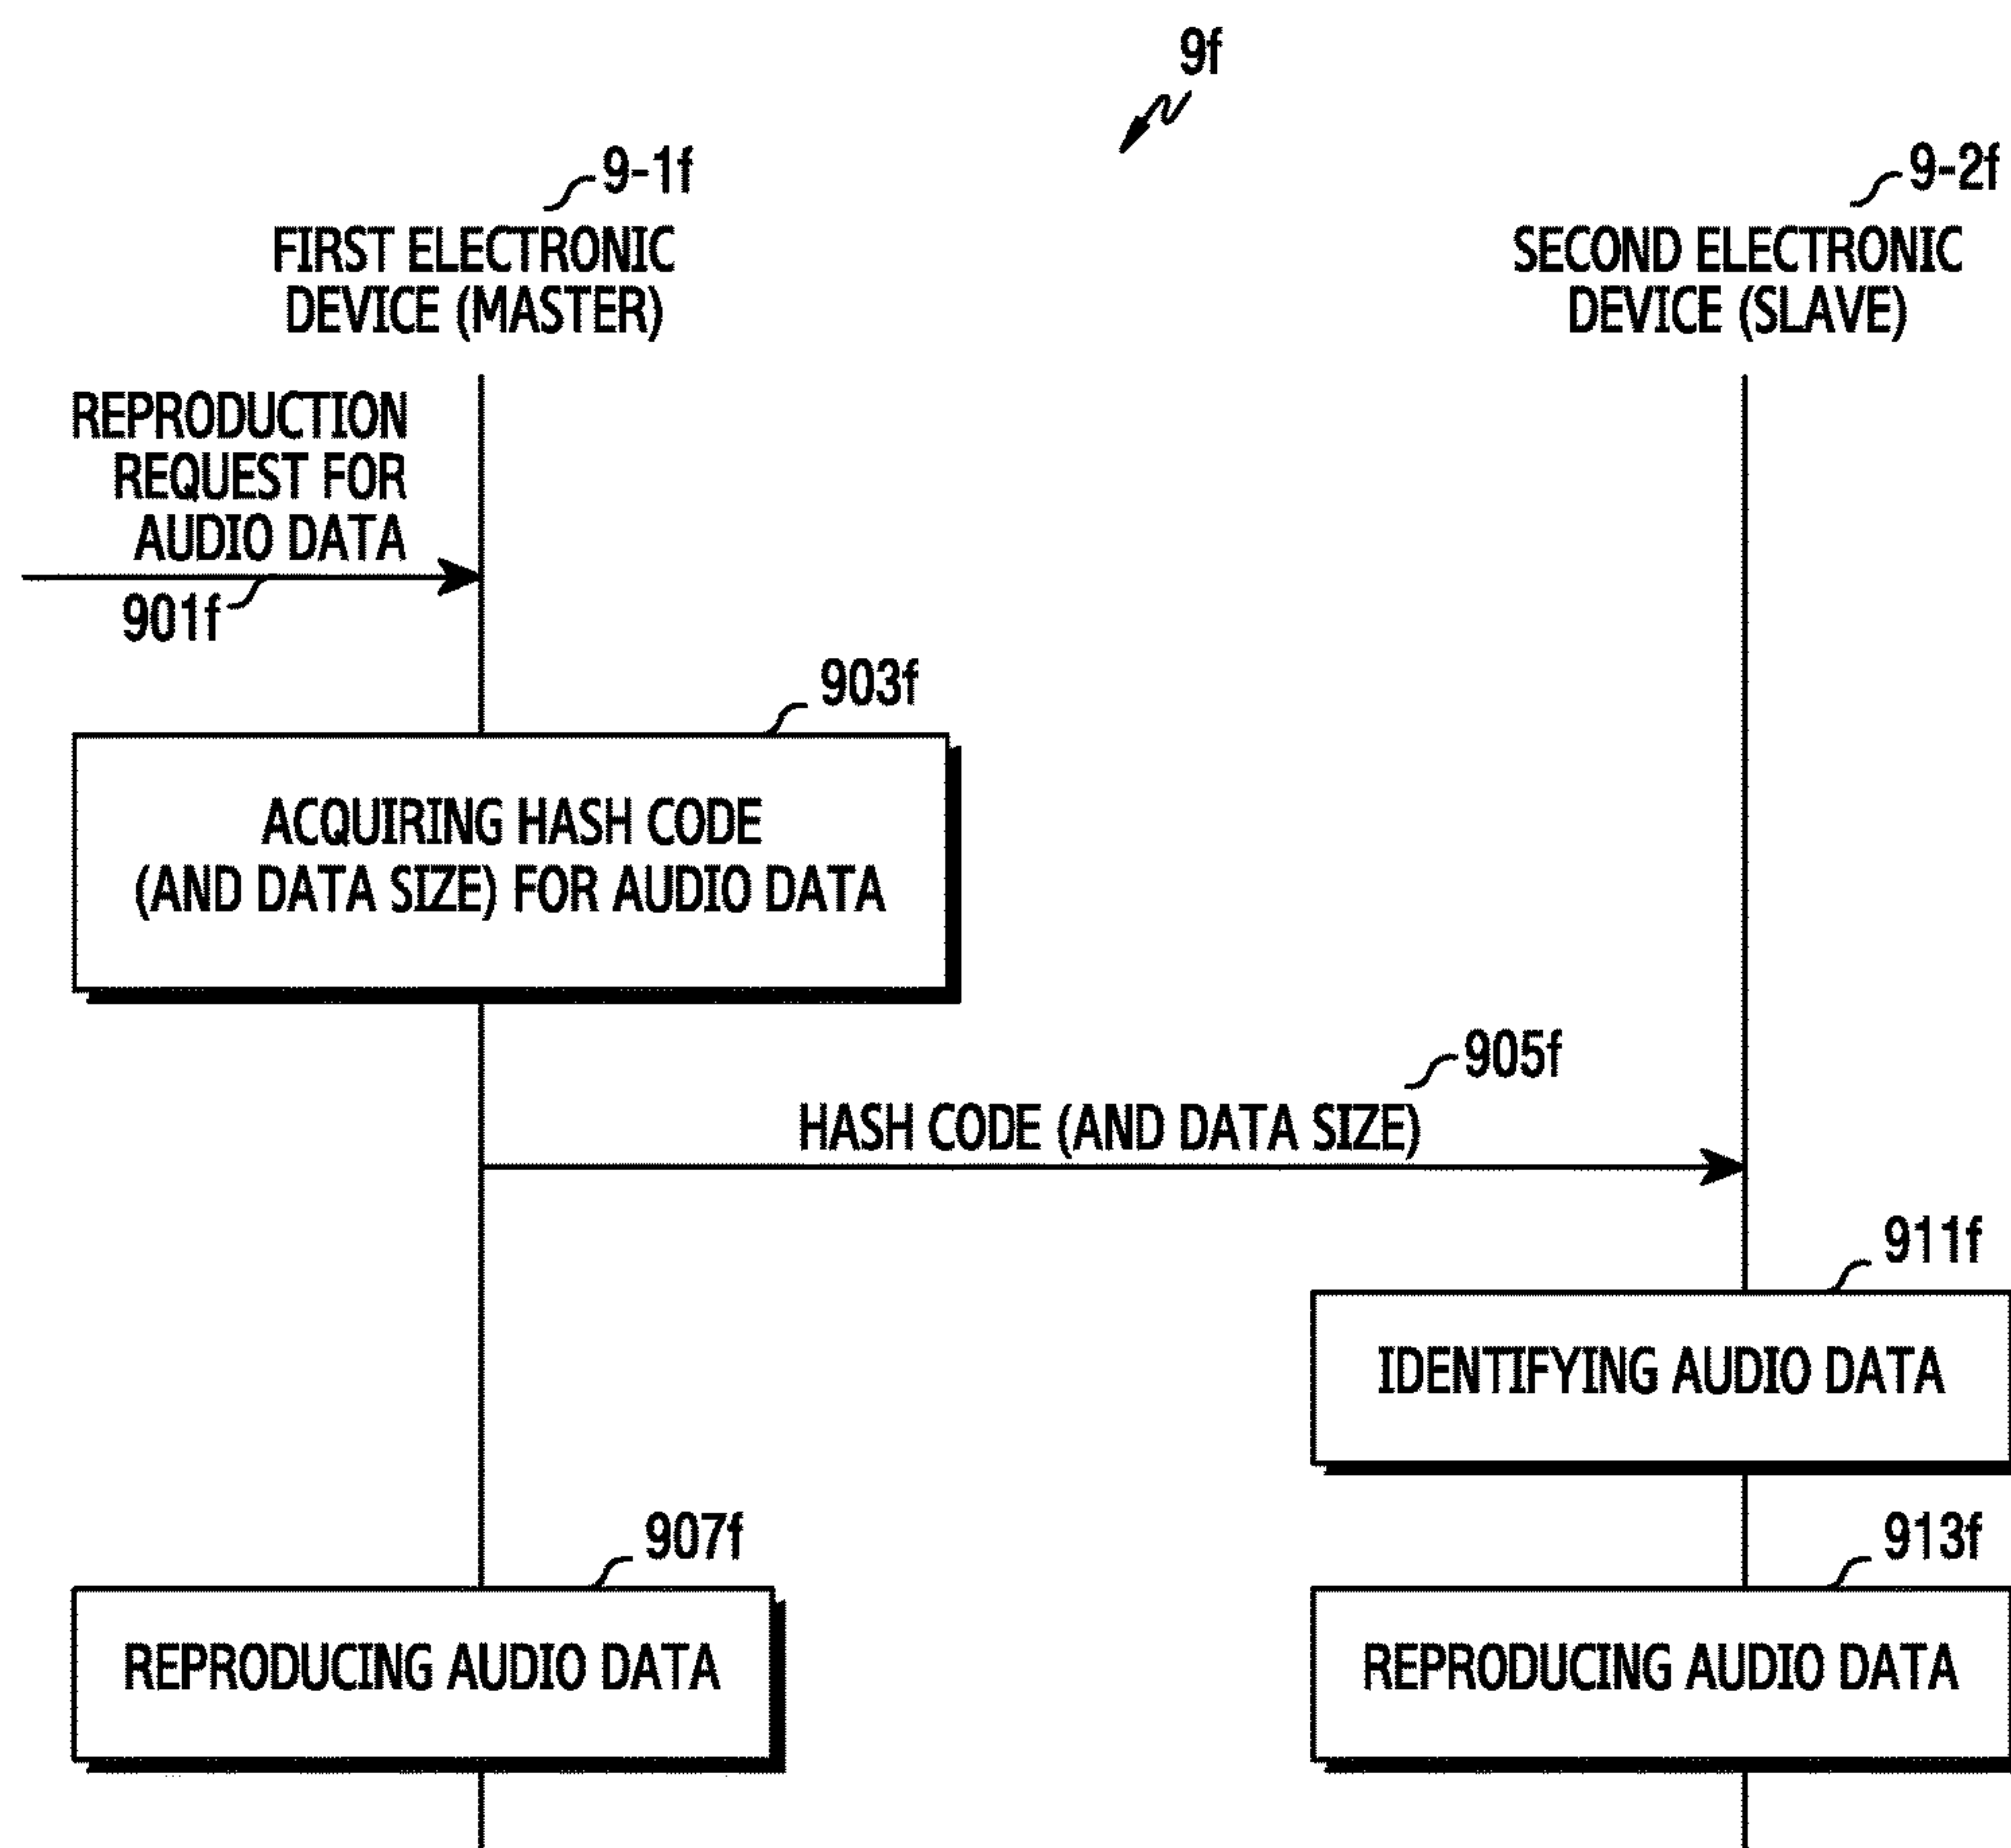 9f
9-1f
FIRST ELECTRONIC
DEVICE (MASTER)
9-2f
SECOND ELECTRONIC
DEVICE (SLAVE)
REPRODUCTION
REQUEST FOR
AUDIO DATA
901f
903f
ACQUIRING HASH CODE
(AND DATA SIZE) FOR AUDIO DATA
905f
HASH CODE (AND DATA SIZE)
911f
IDENTIFYING AUDIO DATA
907f
REPRODUCING AUDIO DATA
913f
REPRODUCING AUDIO DATA